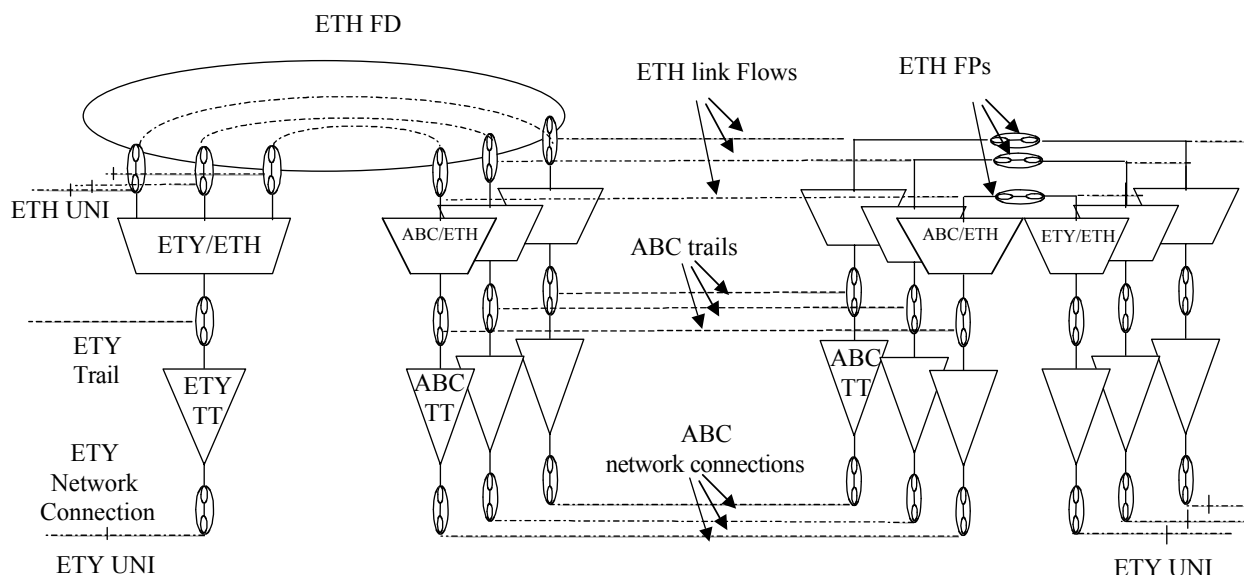 ETH FD
ETH link Flows
ETH FPs
ETH UNI
ETY/ETH
ABC/ETH
ABC/ETH
ETY/ETH
ABC trails
ETY
Trail
ETY
TT
ABC
TT
ABC
TT
ETY
Network
Connection
ABC
network connections
ETY UNI
ETY UNI